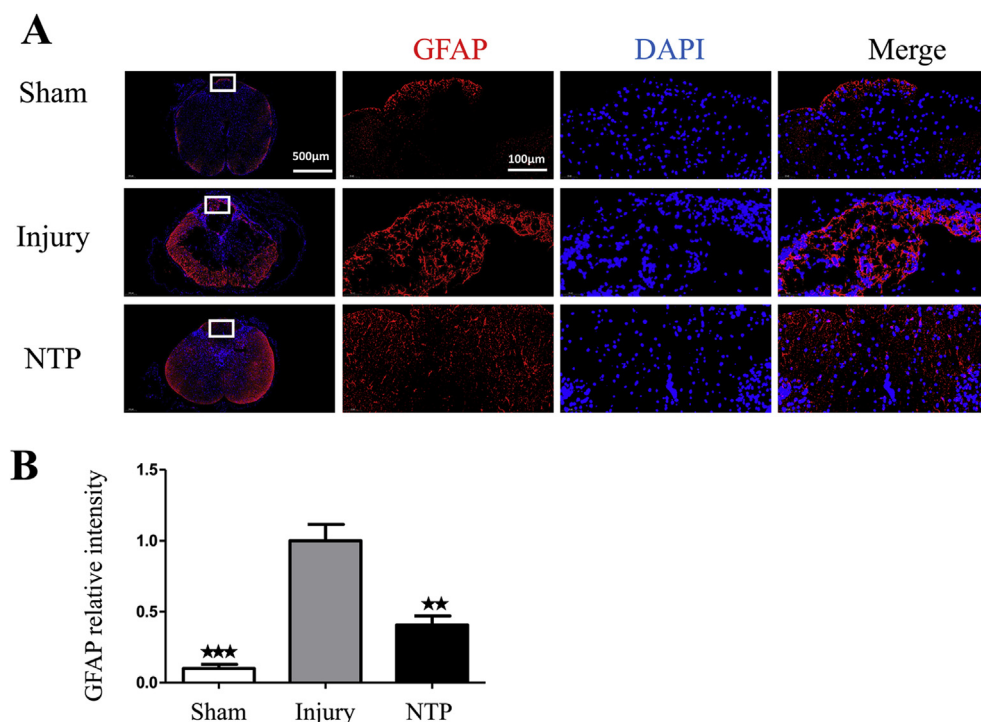 A
GFAP DAPI Merge
Sham
500μm
100μm
Injury
NTP
B
GFAP relative intensity
1.5
1.0
0.5
0.0
★★★
★★
Sham Injury NTP